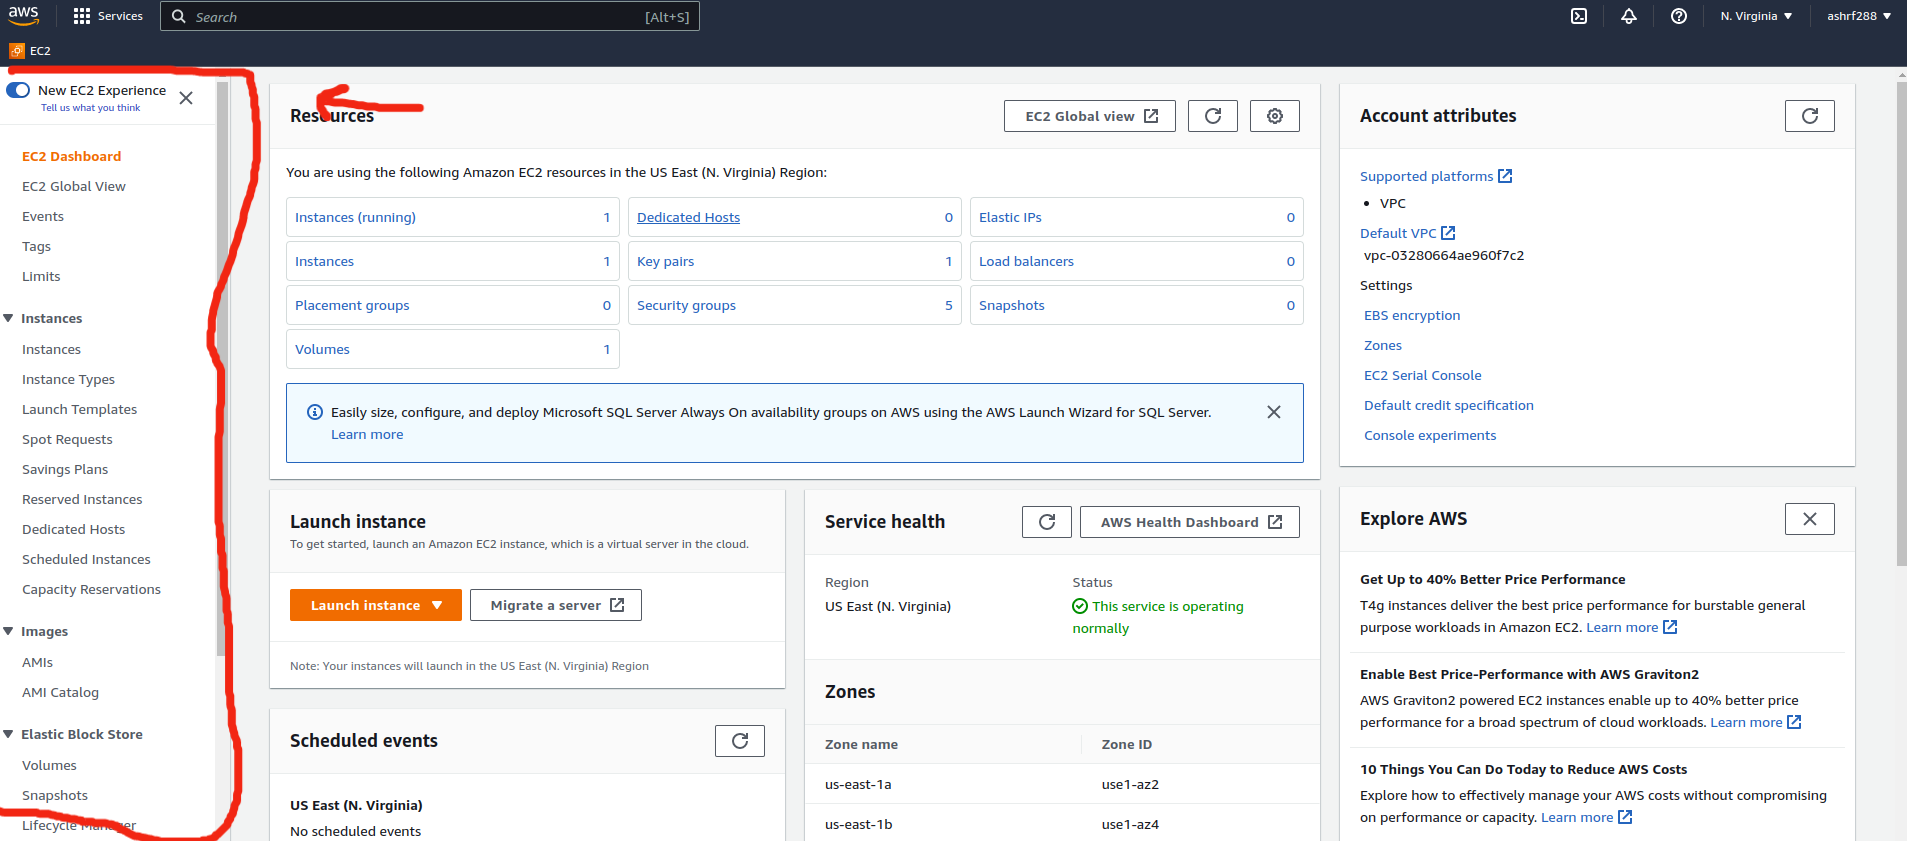 aws
Services
Search
[Alt+S]
N. Virginia
ashrf288
EC2
New EC2 Experience
Tell us what you think
EC2 Dashboard
EC2 Global View
Events
Tags
Limits
Instances
Instances
Instance Types
Launch Templates
Spot Requests
Savings Plans
Reserved Instances
Dedicated Hosts
Scheduled Instances
Capacity Reservations
Images
AMIs
AMI Catalog
Elastic Block Store
Volumes
Snapshots
Lifecycle Manager
Resources
EC2 Global view
You are using the following Amazon EC2 resources in the US East (N. Virginia) Region:
Instances (running) 1
Dedicated Hosts 0
Elastic IPs 0
Instances 1
Key pairs 1
Load balancers 0
Placement groups 0
Security groups 5
Snapshots 0
Volumes 1
Easily size, configure, and deploy Microsoft SQL Server Always On availability groups on AWS using the AWS Launch Wizard for SQL Server.
Learn more
Launch instance
To get started, launch an Amazon EC2 instance, which is a virtual server in the cloud.
Launch instance
Migrate a server
Note: Your instances will launch in the US East (N. Virginia) Region
Scheduled events
US East (N. Virginia)
No scheduled events
Service health
AWS Health Dashboard
Region
US East (N. Virginia)
Status
This service is operating
normally
Zones
Zone name Zone ID
us-east-1a use1-az2
us-east-1b use1-az4
Account attributes
Supported platforms
• VPC
Default VPC
vpc-03280664ae960f7c2
Settings
EBS encryption
Zones
EC2 Serial Console
Default credit specification
Console experiments
Explore AWS
Get Up to 40% Better Price Performance
T4g instances deliver the best price performance for burstable general
purpose workloads in Amazon EC2. Learn more
Enable Best Price-Performance with AWS Graviton2
AWS Graviton2 powered EC2 instances enable up to 40% better price
performance for a broad spectrum of cloud workloads. Learn more
10 Things You Can Do Today to Reduce AWS Costs
Explore how to effectively manage your AWS costs without compromising
on performance or capacity. Learn more